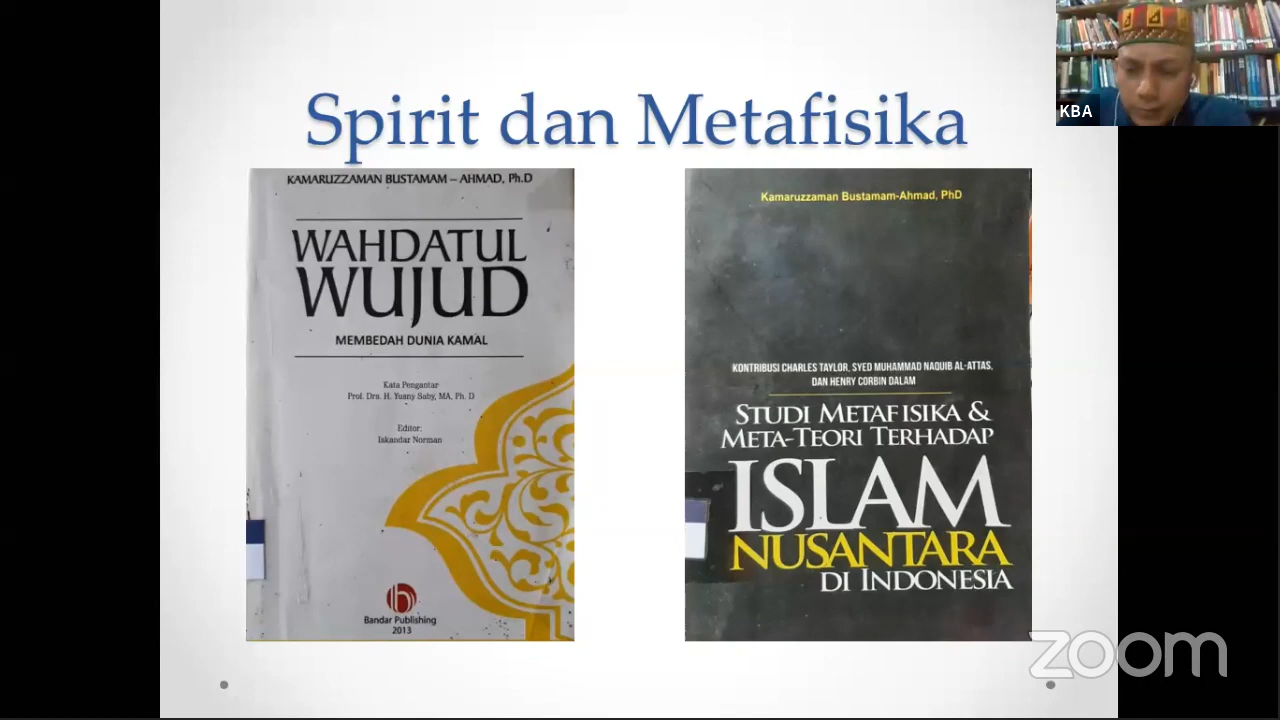 Spirit dan Metafisika
KBA
KAMARUZZAMAN BUSTAMAM – AHMAD, Ph.D
WAHDATUL
WUJUD
MEMBEDAH DUNIA KAMAL
Kata Pengantar
Prof. Drs. H. Yusny Saby, MA, Ph. D
Editor:
Iskandar Norman
Bandar Publishing
2013
Kamaruzzaman Bustamam-Ahmad, PhD
KONTRIBUSI CHARLES TAYLOR, SYED MUHAMMAD NAQUIB AL-ATTAS,
DAN HENRY CORBIN DALAM
STUDI METAFISIKA &
META-TEORI TERHADAP
ISLAM
NUSANTARA
DI INDONESIA
zoom